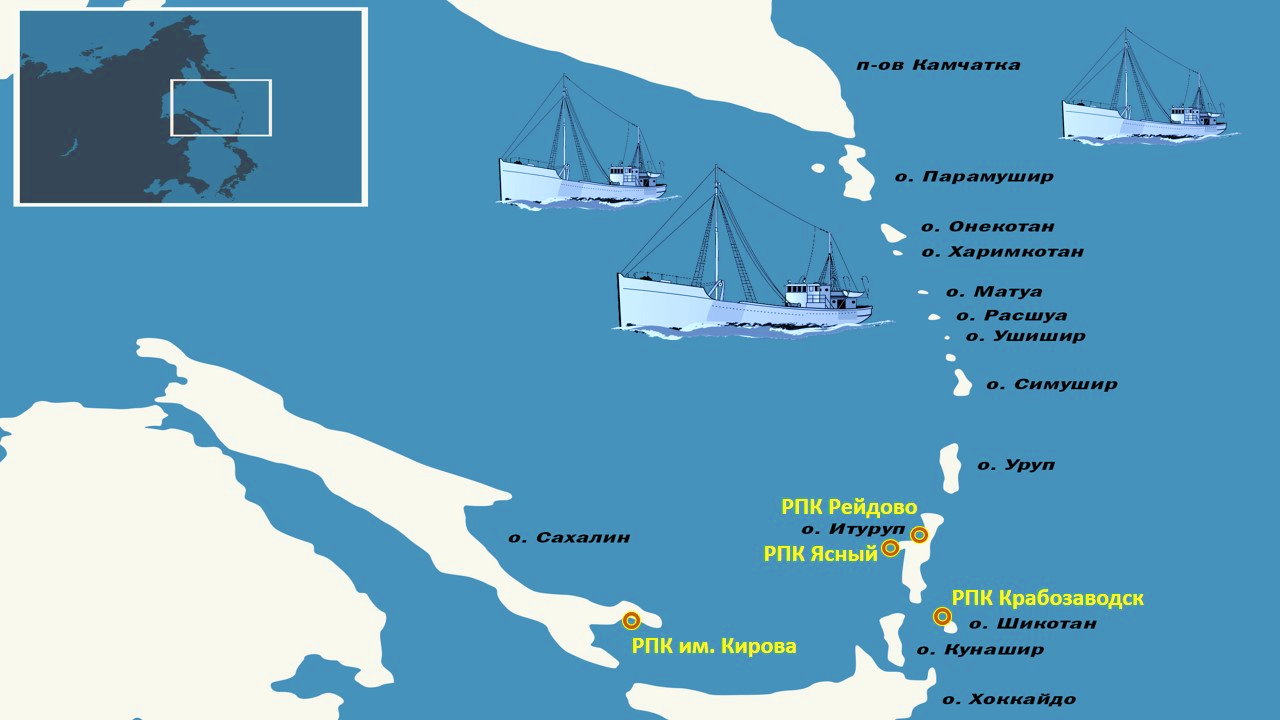 п-ов Камчатка
о. Парамушир
о. Онекотан
о. Харимкотан
о. Матуа
о. Расшуа
о. Ушишир
о. Симушир
о. Уруп
РПК Рейдово
о. Итуруп
о. Сахалин
РПК Ясный
РПК Крабозаводск
о. Шикотан
РПК им. Кирова
о. Кунашир
о. Хоккайдо